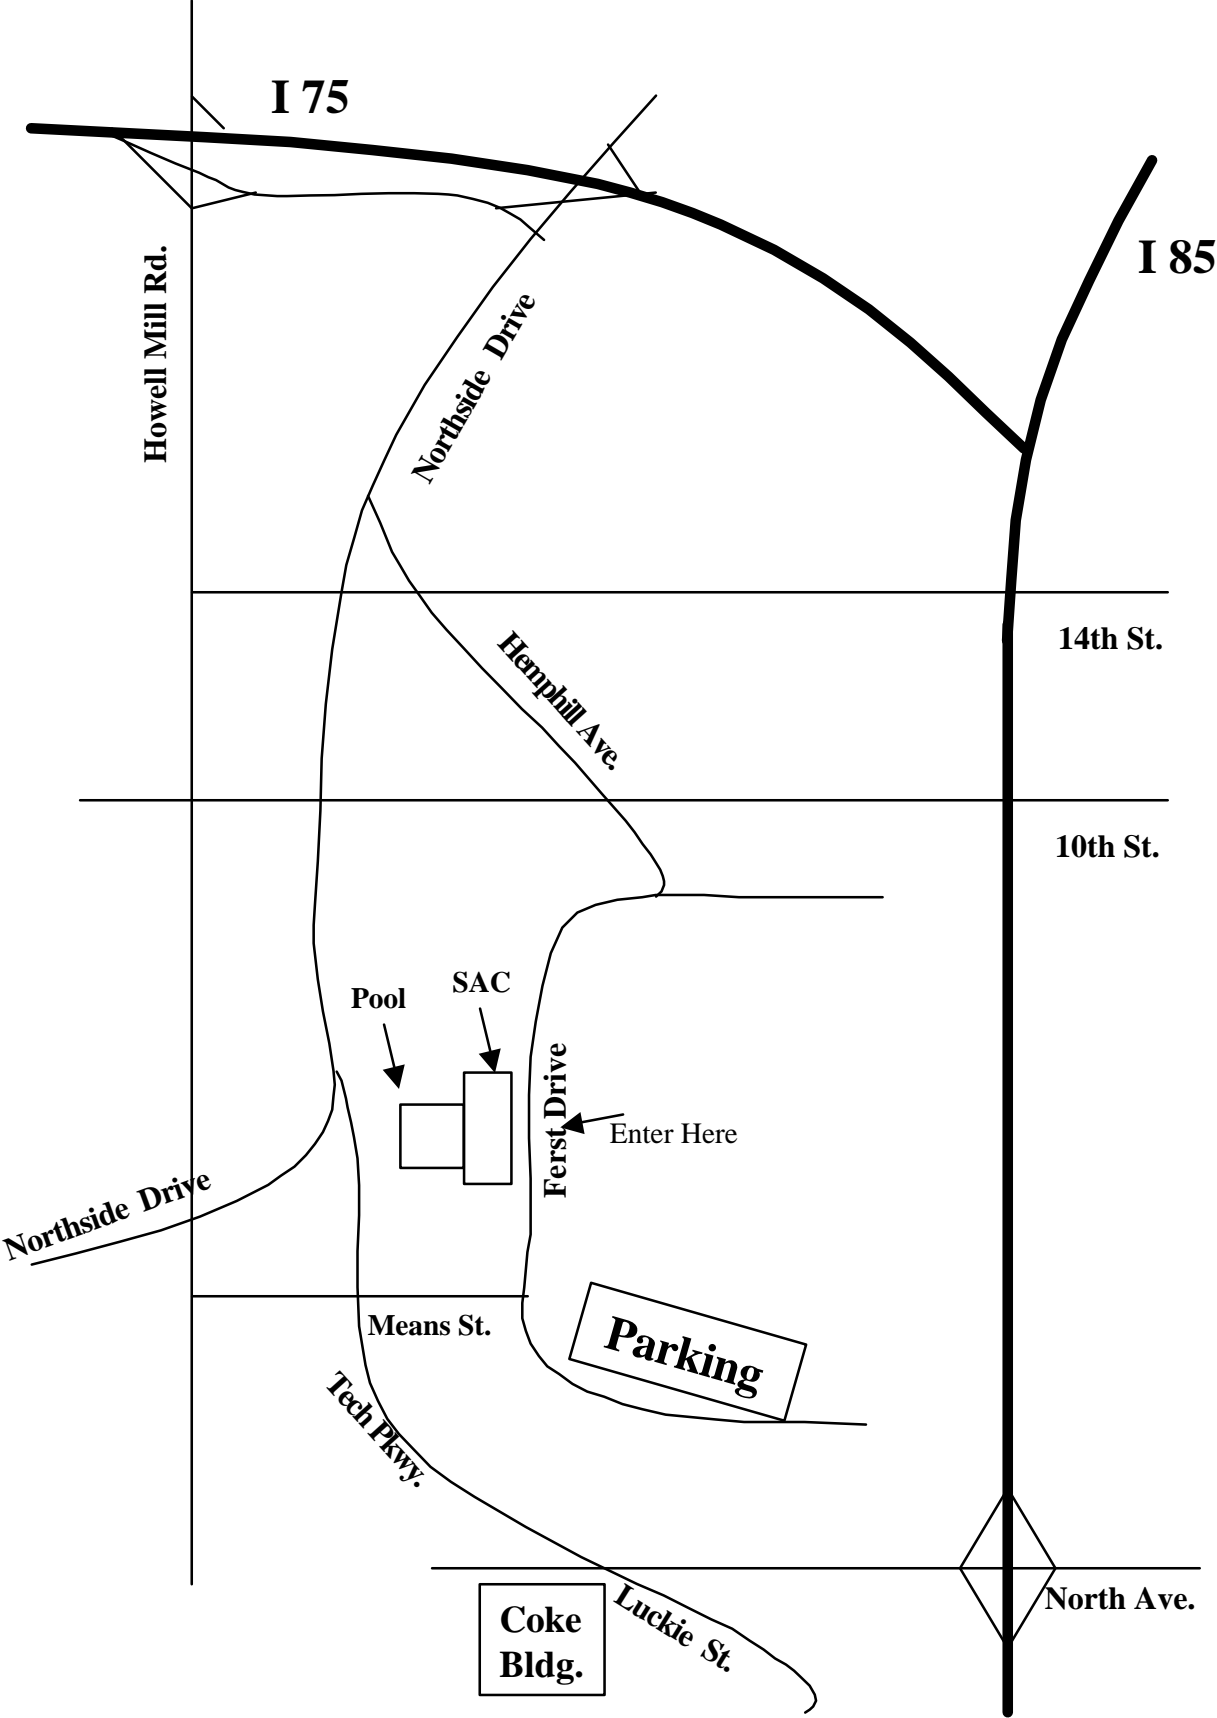 I 75
I 85
Howell Mill Rd.
Northside Drive
14th St.
Hemphill Ave.
10th St.
SAC
Pool
Ferst Drive
Enter Here
Northside Drive
Means St.
Parking
Tech Pkwy.
North Ave.
Luckie St.
Coke
Bldg.